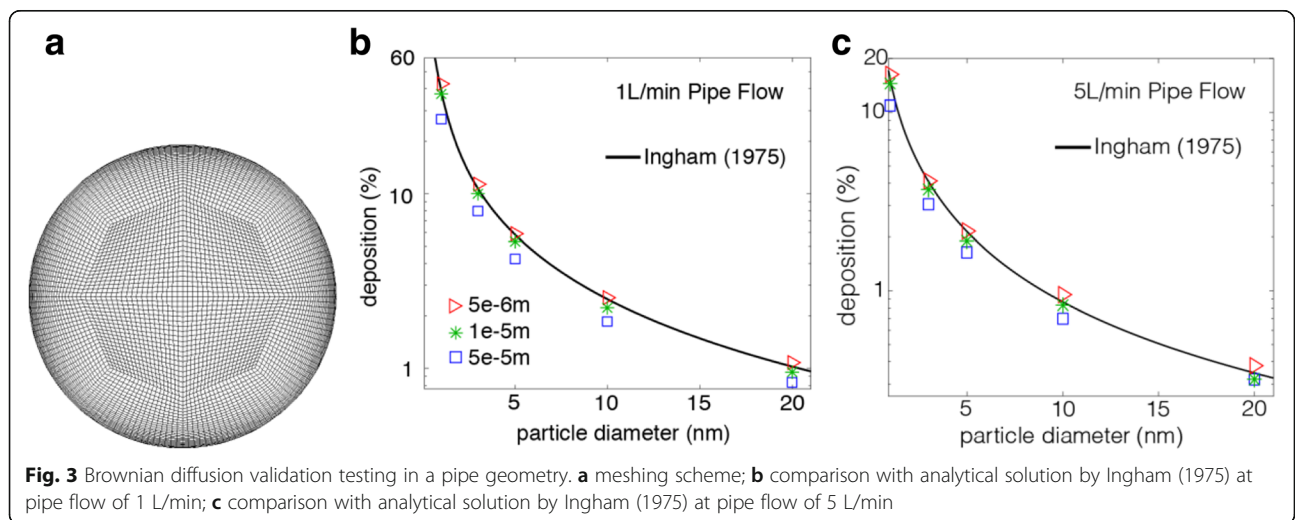 a
b
60
10
1
deposition (%)
1L/min Pipe Flow
Ingham (1975)
5e-6m
1e-5m
5e-5m
5
10
15
20
particle diameter (nm)
c
20
10
1
deposition (%)
5L/min Pipe Flow
Ingham (1975)
5
10
15
20
particle diameter (nm)
Fig. 3 Brownian diffusion validation testing in a pipe geometry. a meshing scheme; b comparison with analytical solution by Ingham (1975) at
pipe flow of 1 L/min; c comparison with analytical solution by Ingham (1975) at pipe flow of 5 L/min